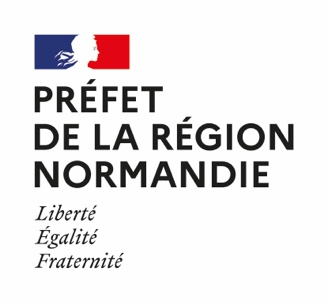 PRÉFET
DE LA RÉGION
NORMANDIE
Liberté
Égalité
Fraternité